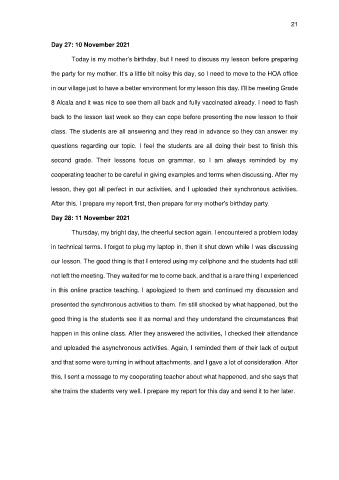 21
Day 27: 10 November 2021
Today is my mother's birthday, but I need to discuss my lesson before preparing
the party for my mother. It's a little bit noisy this day, so I need to move to the HOA office
in our village just to have a better environment for my lesson this day. I'll be meeting Grade
8 Alcala and it was nice to see them all back and fully vaccinated already. I need to flash
back to the lesson last week so they can cope before presenting the new lesson to their
class. The students are all answering and they read in advance so they can answer my
questions regarding our topic. I feel the students are all doing their best to finish this
second grade. Their lessons focus on grammar, so I am always reminded by my
cooperating teacher to be careful in giving examples and terms when discussing. After my
lesson, they got all perfect in our activities, and I uploaded their synchronous activities.
After this, I prepare my report first, then prepare for my mother's birthday party.
Day 28: 11 November 2021
Thursday, my bright day, the cheerful section again. I encountered a problem today
in technical terms. I forgot to plug my laptop in, then it shut down while I was discussing
our lesson. The good thing is that I entered using my cellphone and the students had still
not left the meeting. They waited for me to come back, and that is a rare thing I experienced
in this online practice teaching. I apologized to them and continued my discussion and
presented the synchronous activities to them. I'm still shocked by what happened, but the
good thing is the students see it as normal and they understand the circumstances that
happen in this online class. After they answered the activities, I checked their attendance
and uploaded the asynchronous activities. Again, I reminded them of their lack of output
and that some were turning in without attachments, and I gave a lot of consideration. After
this, I sent a message to my cooperating teacher about what happened, and she says that
she trains the students very well. I prepare my report for this day and send it to her later.